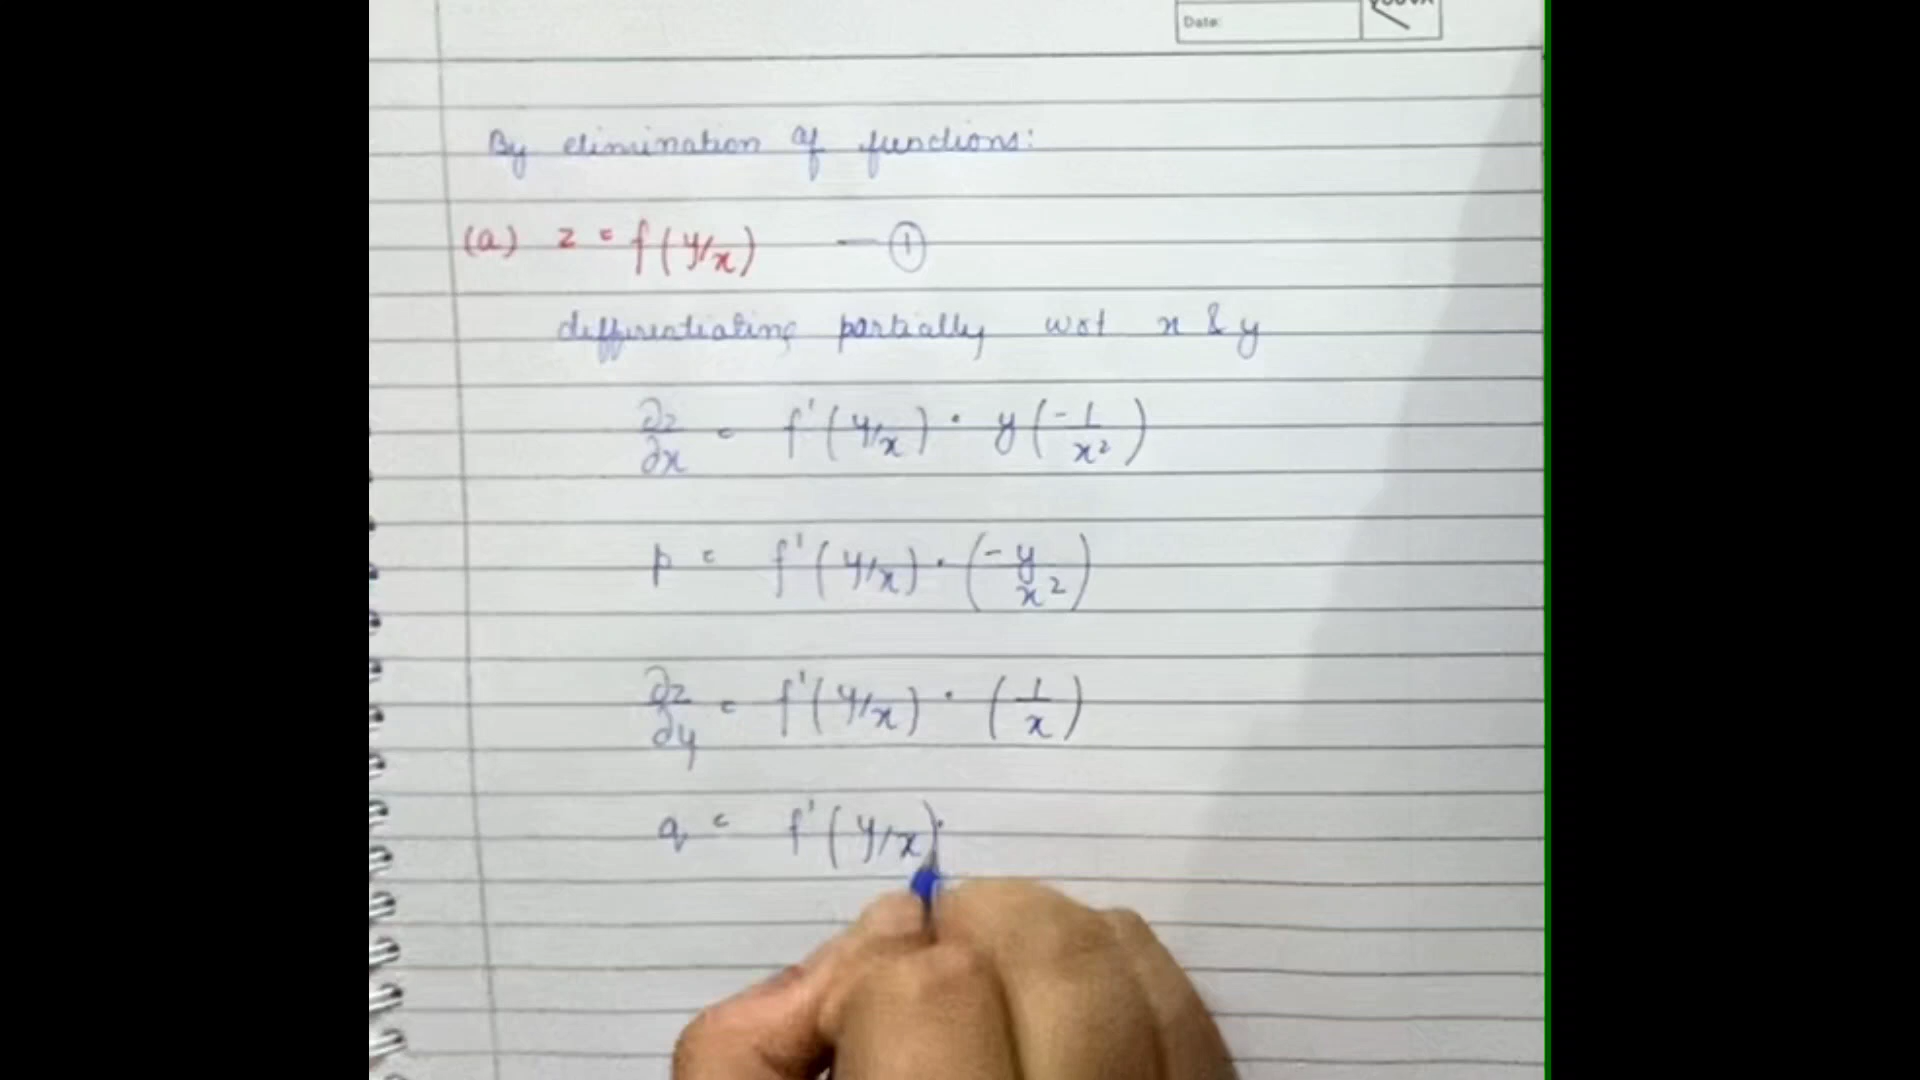 Date:
By elimination of functions:
(a) z = f(y/x) — ①
differentiating partially wrt x & y
∂z/∂x = f'(y/x) · y(-1/x²)
p = f'(y/x) · (-y/x²)
∂z/∂y = f'(y/x) · (1/x)
q = f'(y/x) ·